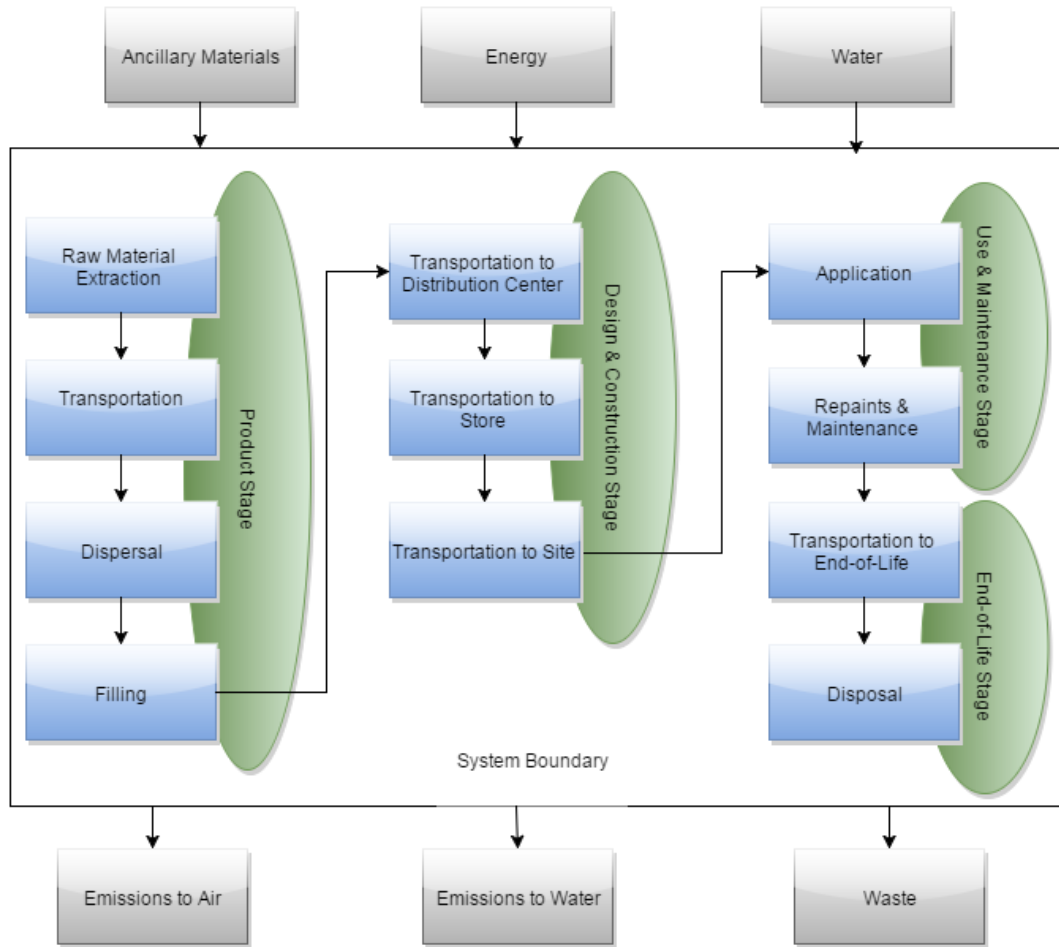 Ancillary Materials
Energy
Water
Raw Material
Extraction
Transportation
Dispersal
Filling
Product Stage
Transportation to
Distribution Center
Transportation to
Store
Transportation to Site
Design & Construction Stage
Application
Repaints &
Maintenance
Use & Maintenance Stage
Transportation to
End-of-Life
Disposal
End-of-Life Stage
System Boundary
Emissions to Air
Emissions to Water
Waste